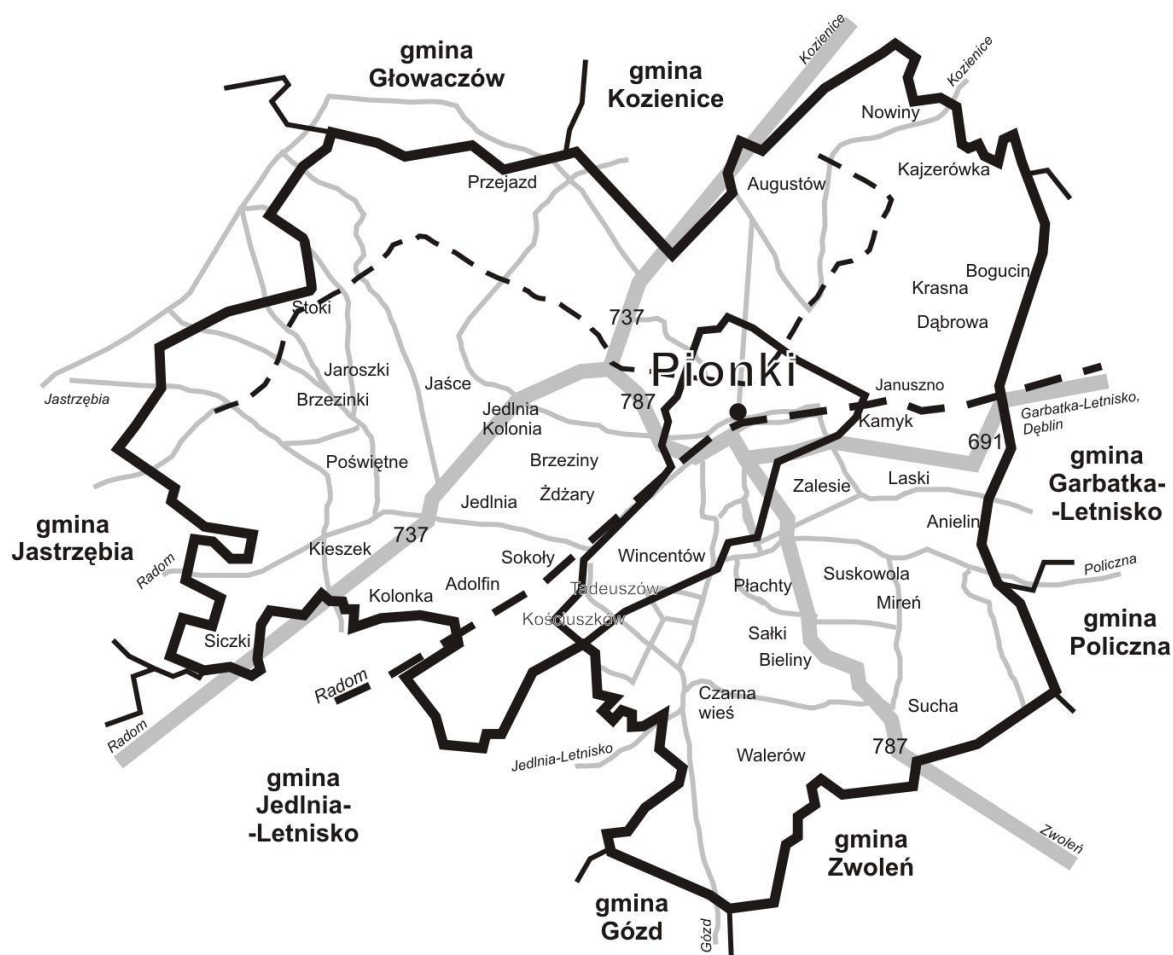 gmina
Głowaczów
gmina
Kozienice
Kozienice
Kozienice
Nowiny
Przejazd
Augustów
Kajzerówka
Bogucin
Krasna
Dąbrowa
Stoki
737
Pionki
Jaroszki
Jaśce
Brzezinki
787
Januszno
Jastrzębia
Jedlnia
Kolonia
Kamyk
Garbatka-Letnisko,
Dęblin
691
Brzeziny
Poświętne
Żdżary
Jedlnia
Zalesie
Laski
gmina
Garbatka-
-Letnisko
Anielin
gmina
Jastrzębia
737
Kieszek
Radom
Sokoły
Wincentów
Adolfin
Tadeuszów
Płachty
Suskowola
Mireń
Policzna
Kolonka
Kościuszków
Siczki
Sałki
Bieliny
gmina
Policzna
Radom
Czarna
wieś
Sucha
Radom
787
Jedlnia-Letnisko
Walerów
gmina
Jedlnia-
-Letnisko
gmina
Zwoleń
Zwoleń
gmina
Gózd
Gózd